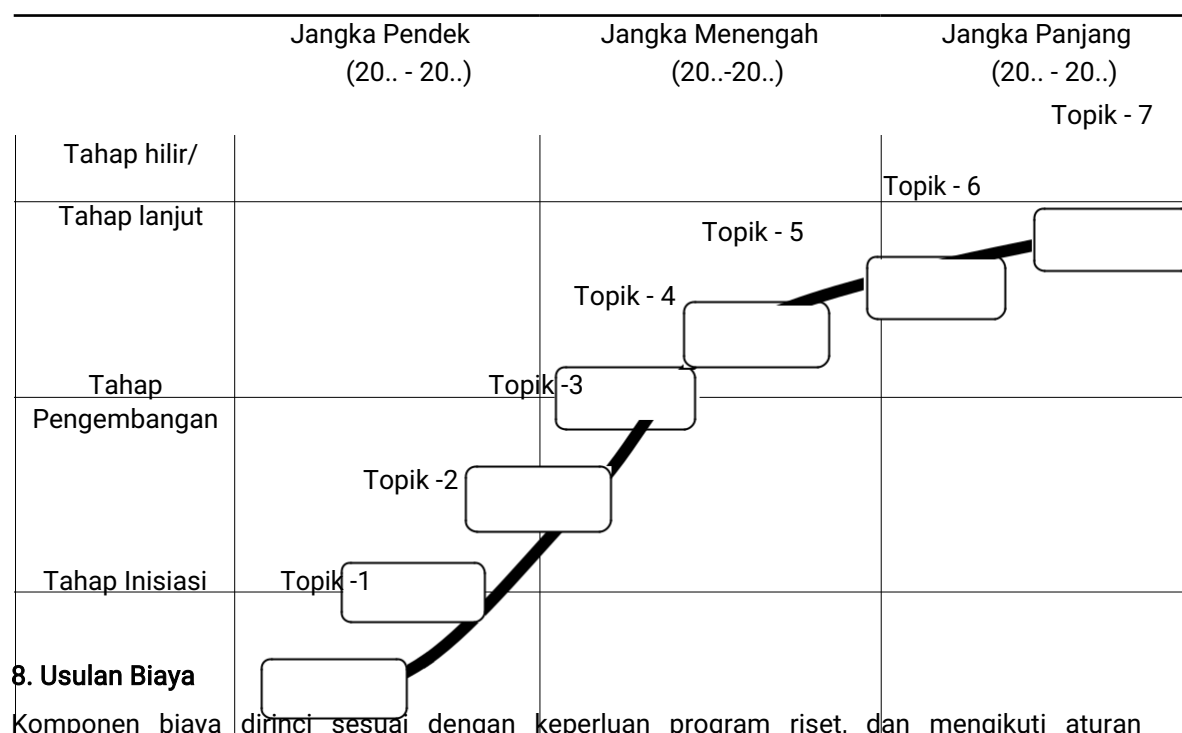 Jangka Pendek Jangka Menengah Jangka Panjang
(20.. - 20..) (20..-20..) (20.. - 20..)
Topik - 7
Tahap hilir/
Topik - 6
Tahap lanjut
Topik - 5
Topik - 4
Tahap Topik -3
Pengembangan
Topik -2
Tahap Inisiasi Topik -1
8. Usulan Biaya
Komponen biaya dirinci sesuai dengan keperluan program riset, dan mengikuti aturan